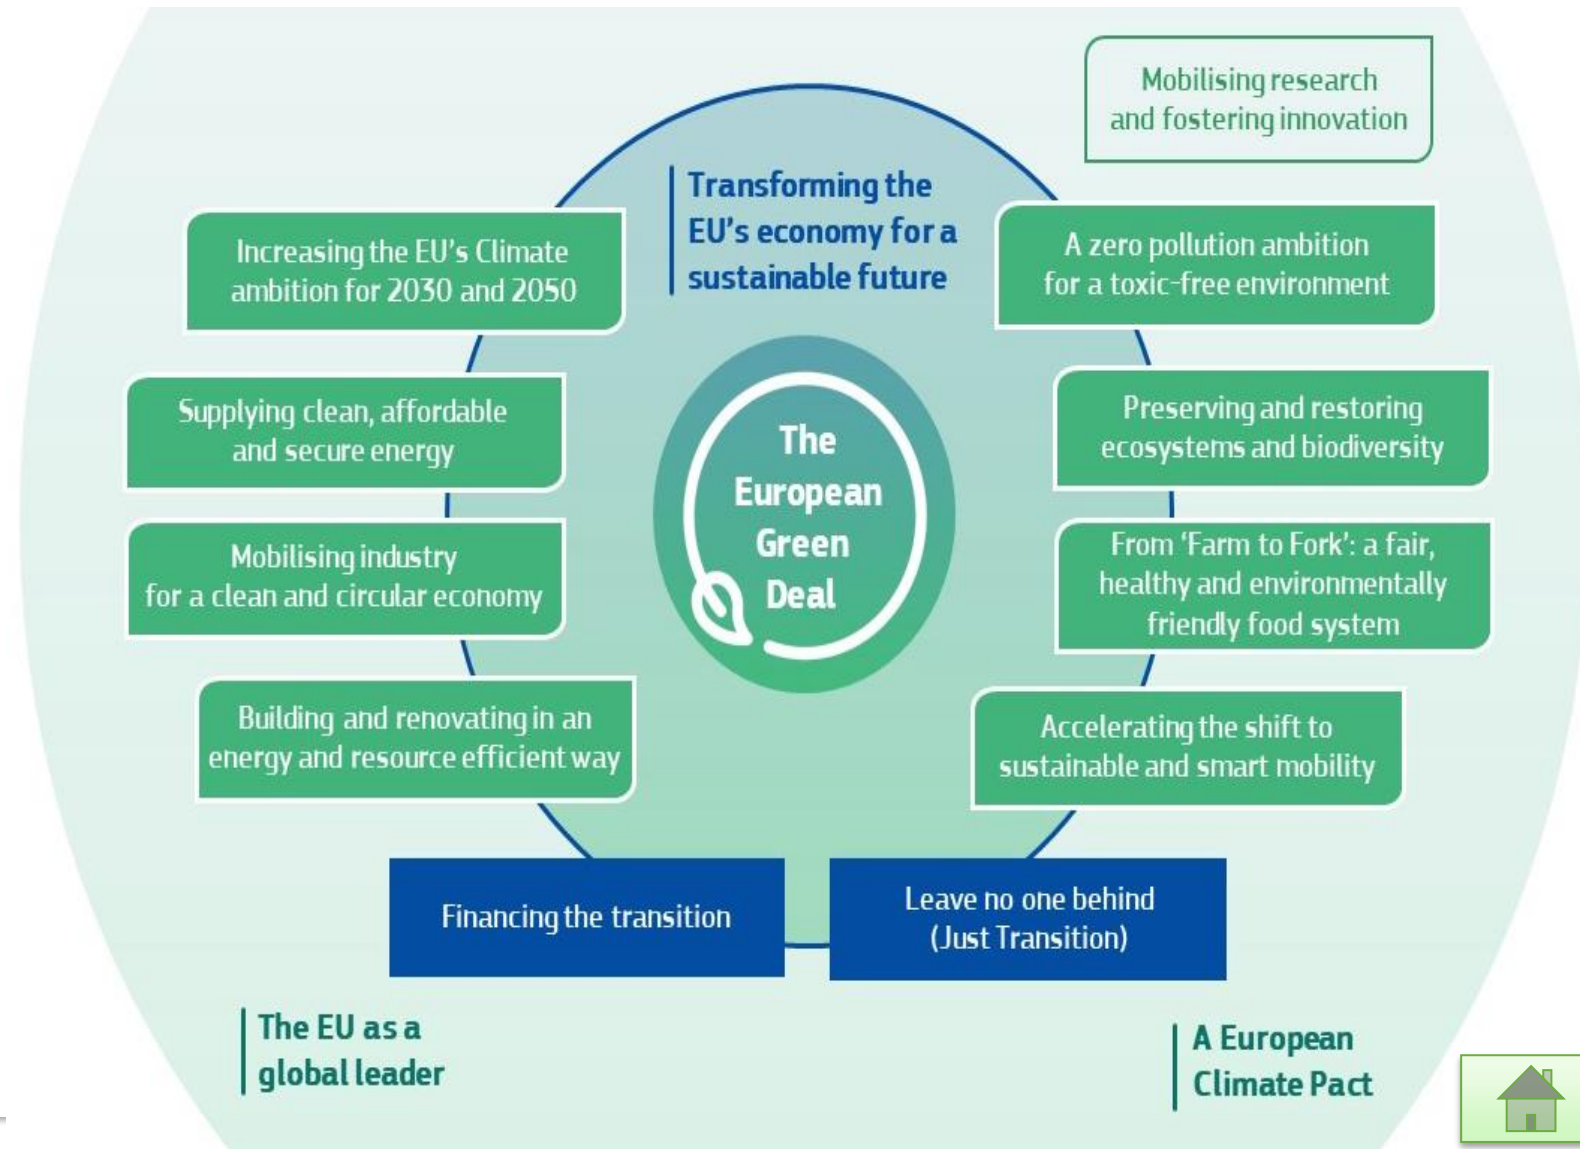 Mobilising research
and fostering innovation
Transforming the
EU's economy for a
sustainable future
Increasing the EU's Climate
ambition for 2030 and 2050
A zero pollution ambition
for a toxic-free environment
Supplying clean, affordable
and secure energy
Preserving and restoring
ecosystems and biodiversity
The
European
Green
Deal
Mobilising industry
for a clean and circular economy
From ‘Farm to Fork’: a fair,
healthy and environmentally
friendly food system
Building and renovating in an
energy and resource efficient way
Accelerating the shift to
sustainable and smart mobility
Financing the transition
Leave no one behind
(Just Transition)
The EU as a
global leader
A European
Climate Pact